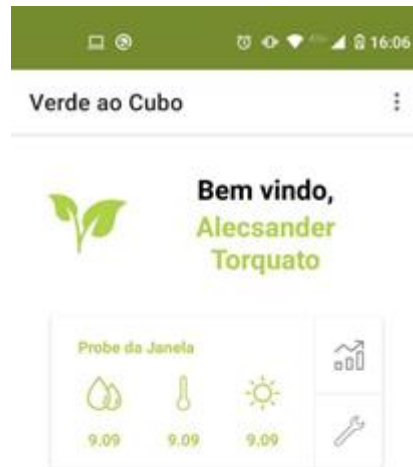 16:06
Verde ao Cubo
Bem vindo,
Alecsander
Torquato
Probe da Janela
9.09 9.09 9.09